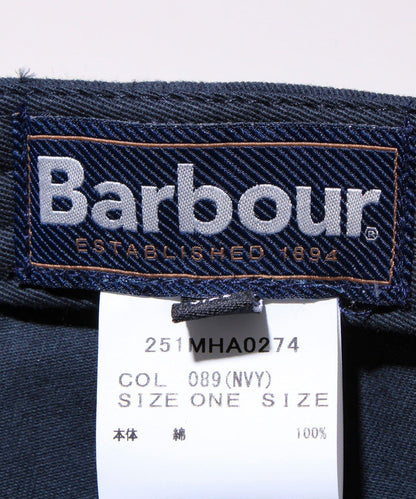 Barbour®
ESTABLISHED 1894
251MHA0274
COL 089(NVY)
SIZE ONE SIZE
本体 綿 100%